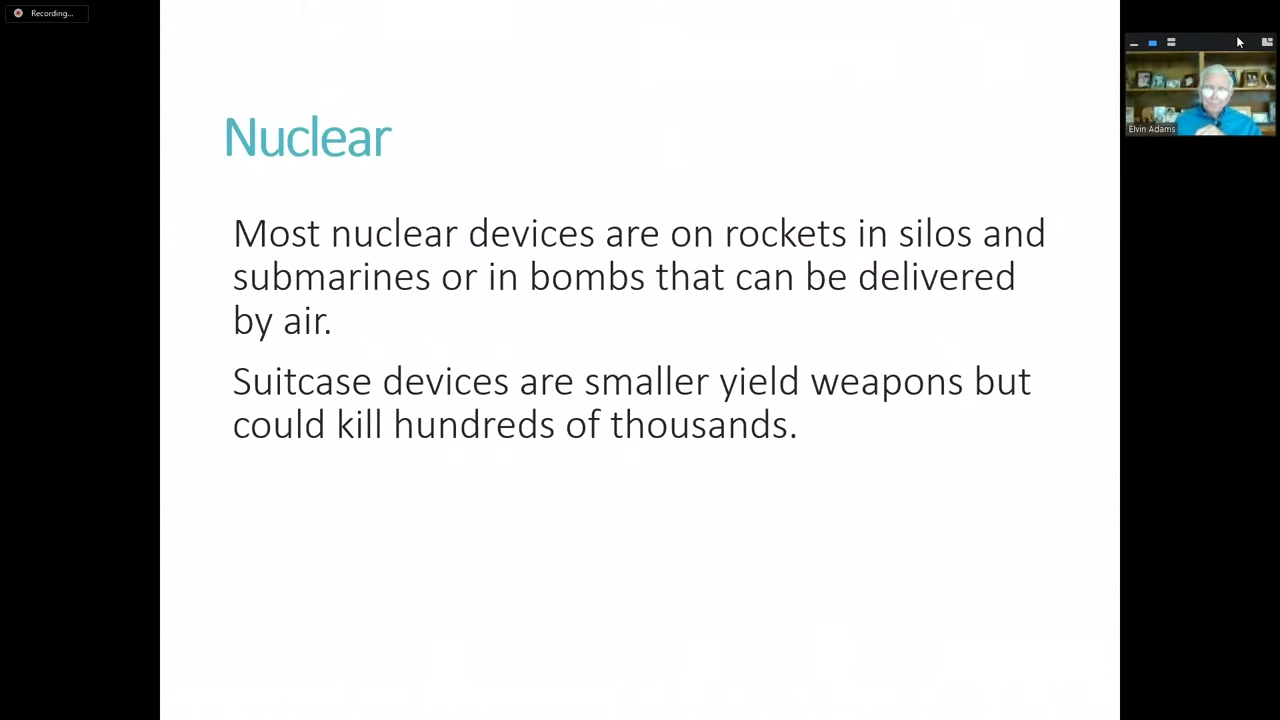 Recording...
Nuclear
Most nuclear devices are on rockets in silos and
submarines or in bombs that can be delivered
by air.
Suitcase devices are smaller yield weapons but
could kill hundreds of thousands.
Elvin Adams